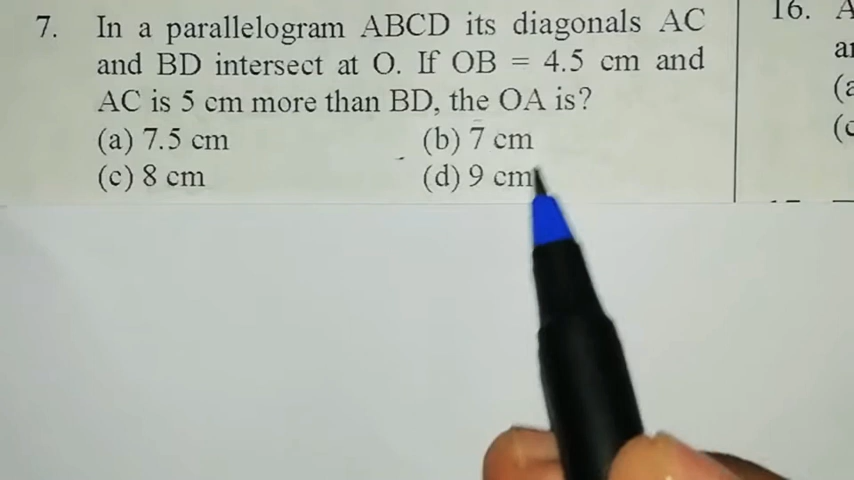 7. In a parallelogram ABCD its diagonals AC
and BD intersect at O. If OB = 4.5 cm and
AC is 5 cm more than BD, the OA is?
(a) 7.5 cm (b) 7 cm
(c) 8 cm (d) 9 cm
16. A